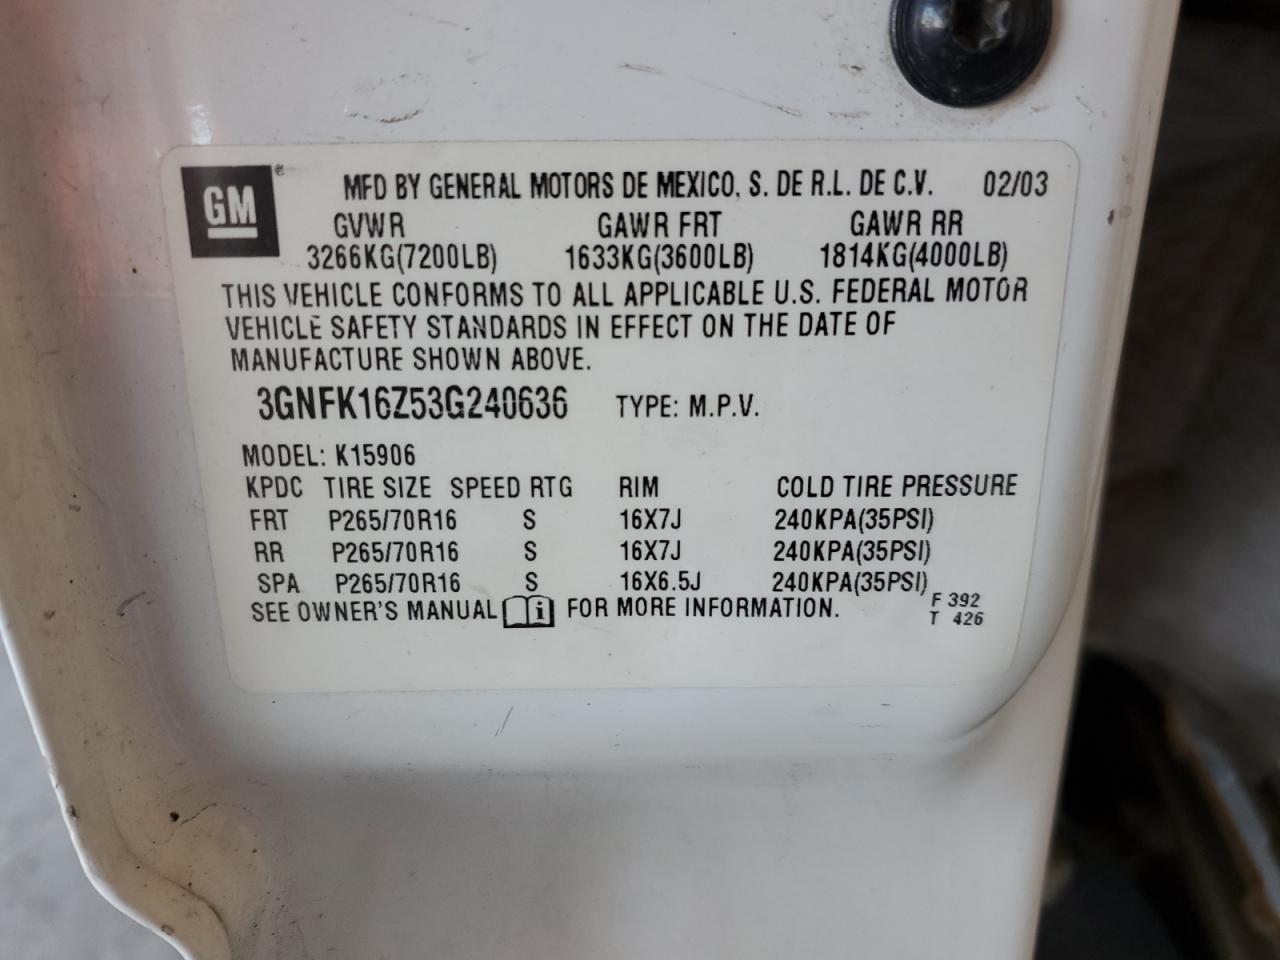 GM
MFD BY GENERAL MOTORS DE MEXICO, S. DE R.L. DE C.V. 02/03
GVWR GAWR FRT GAWR RR
3266KG(7200LB) 1633KG(3600LB) 1814KG(4000LB)
THIS VEHICLE CONFORMS TO ALL APPLICABLE U.S. FEDERAL MOTOR
VEHICLE SAFETY STANDARDS IN EFFECT ON THE DATE OF
MANUFACTURE SHOWN ABOVE.
3GNFK16Z53G240636 TYPE: M.P.V.
MODEL: K15906
KPDC TIRE SIZE SPEED RTG RIM COLD TIRE PRESSURE
FRT P265/70R16 S 16X7J 240KPA(35PSI)
RR P265/70R16 S 16X7J 240KPA(35PSI)
SPA P265/70R16 S 16X6.5J 240KPA(35PSI)
SEE OWNER'S MANUAL i FOR MORE INFORMATION.
F 392
T 426